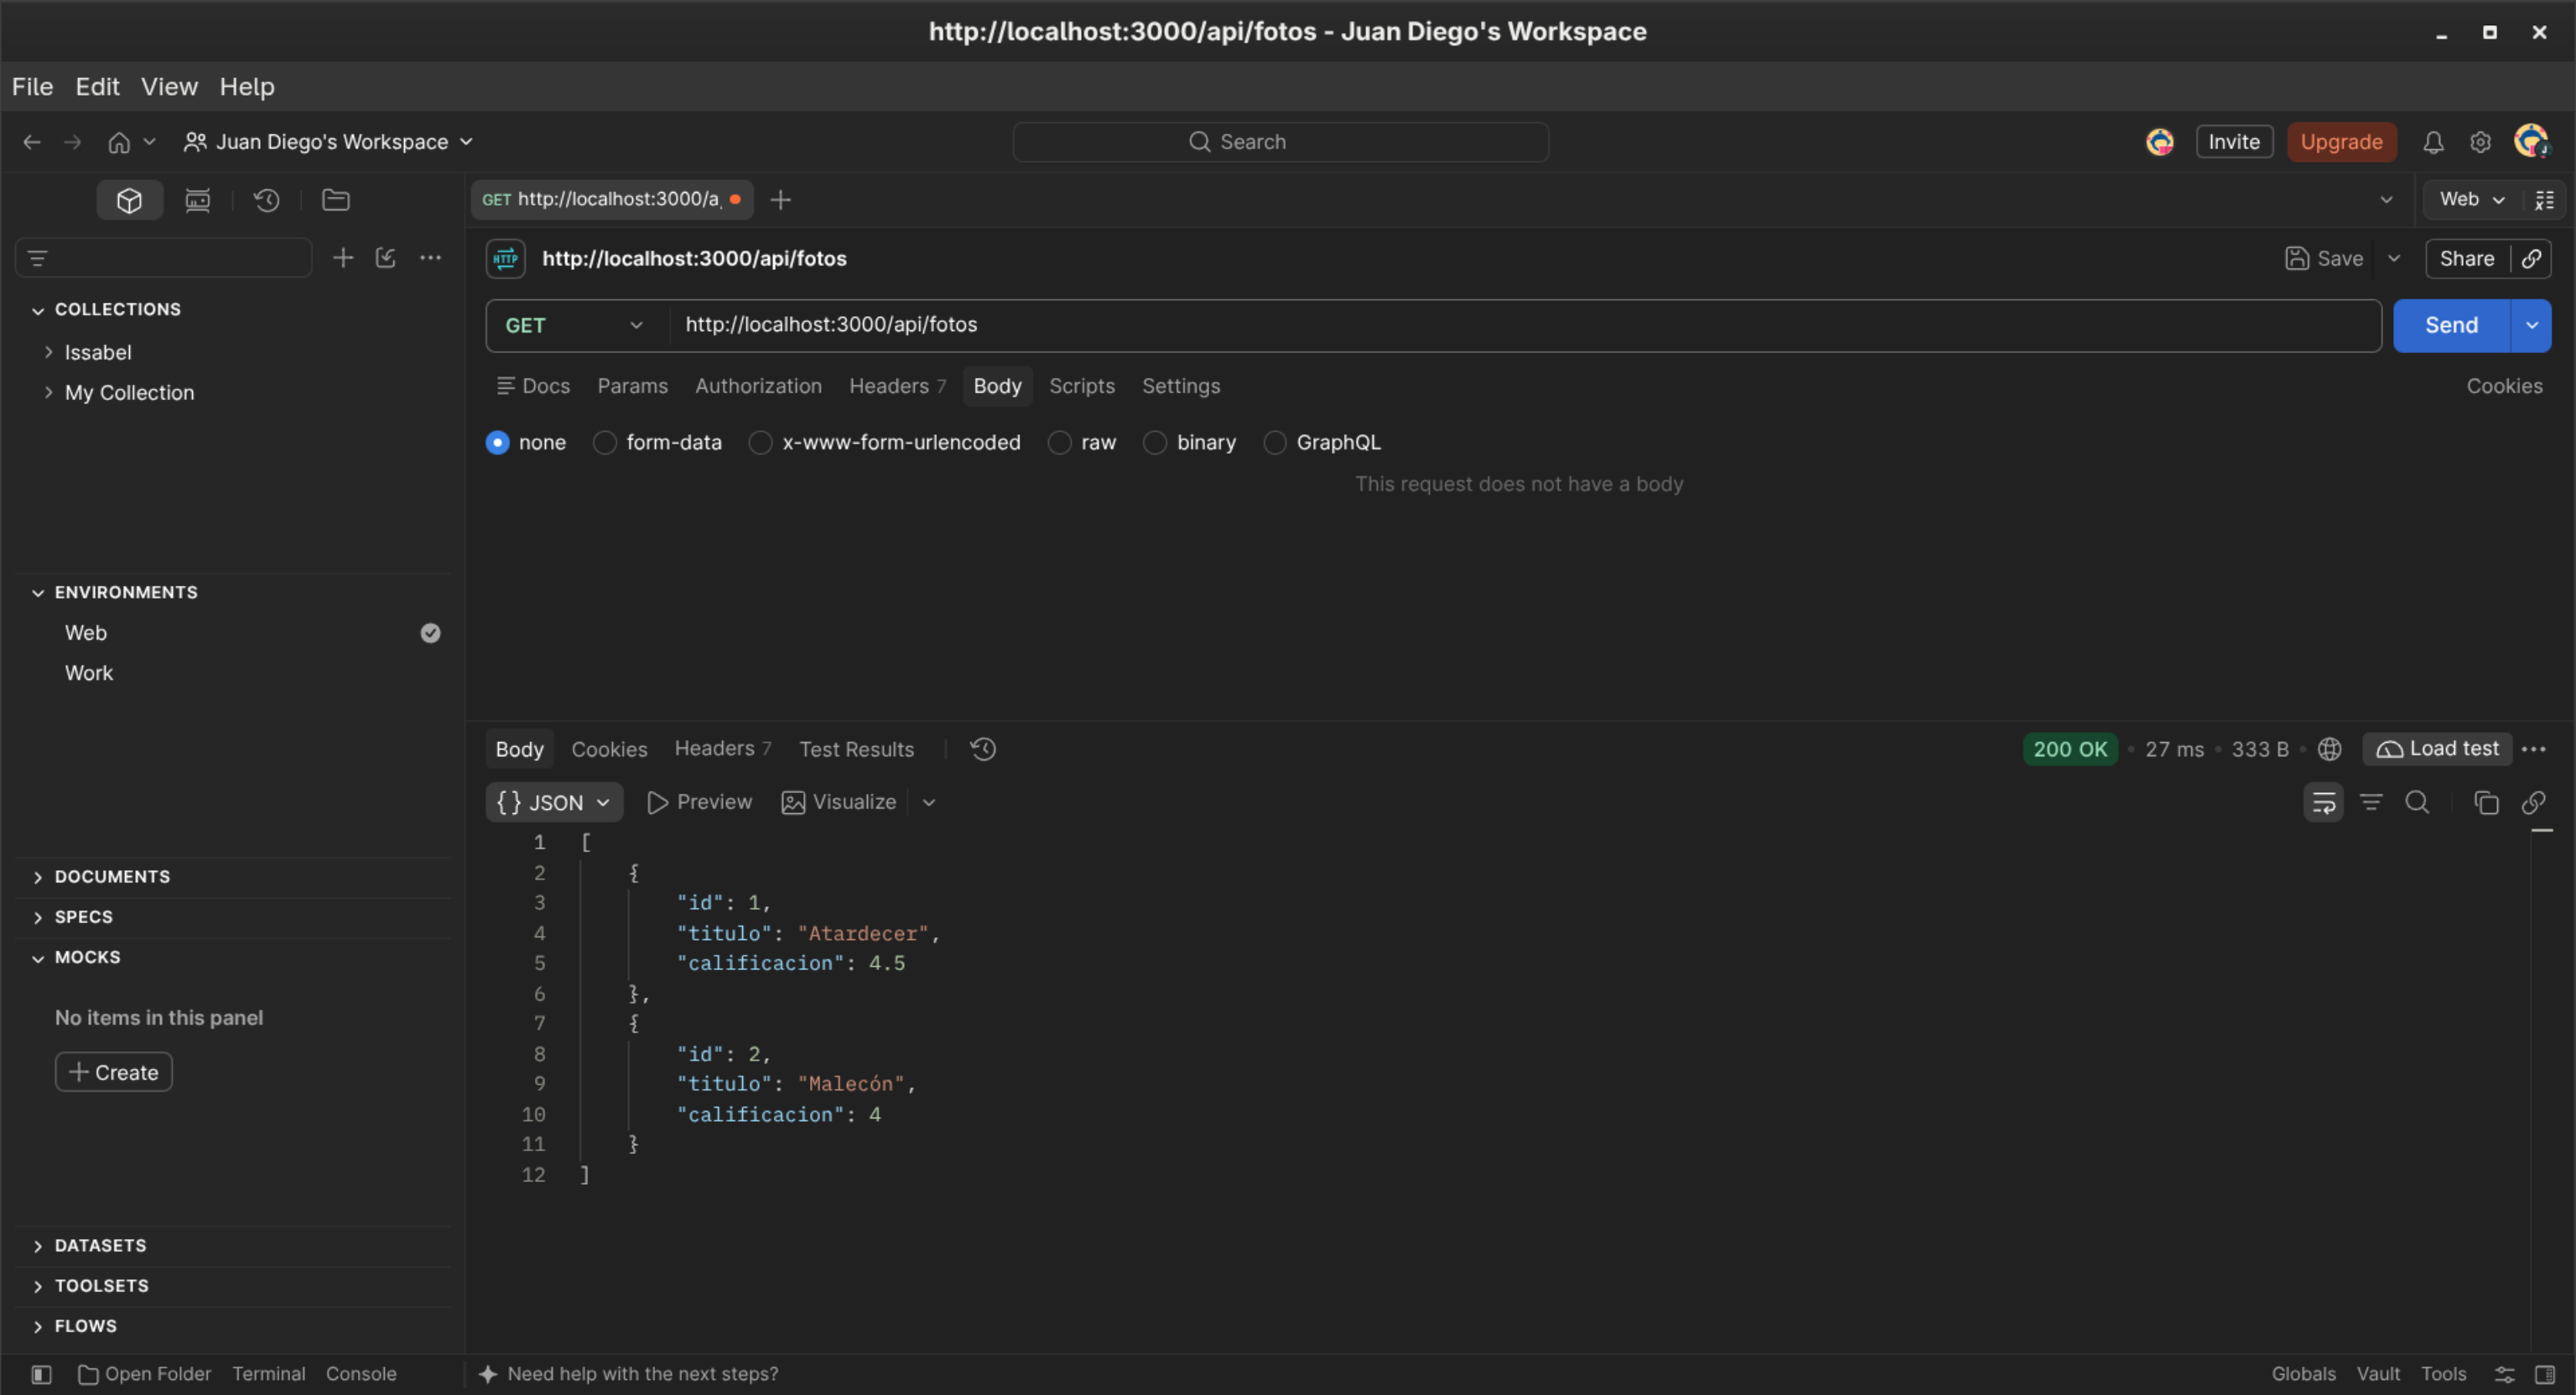 http://localhost:3000/api/fotos - Juan Diego's Workspace
File Edit View Help
Juan Diego's Workspace
Search
Invite
Upgrade
GET http://localhost:3000/a
Web
HTTP
http://localhost:3000/api/fotos
Save
Share
COLLECTIONS
Issabel
My Collection
GET
http://localhost:3000/api/fotos
Send
Docs Params Authorization Headers 7 Body Scripts Settings
Cookies
none form-data x-www-form-urlencoded raw binary GraphQL
This request does not have a body
ENVIRONMENTS
Web
Work
DOCUMENTS
SPECS
MOCKS
No items in this panel
Create
DATASETS
TOOLSETS
FLOWS
Body Cookies Headers 7 Test Results
200 OK • 27 ms • 333 B •
Load test
{} JSON
Preview
Visualize
1 [
2 {
3 "id": 1,
4 "titulo": "Atardecer",
5 "calificacion": 4.5
6 },
7 {
8 "id": 2,
9 "titulo": "Malecón",
10 "calificacion": 4
11 }
12 ]
Open Folder Terminal Console
Need help with the next steps?
Globals Vault Tools